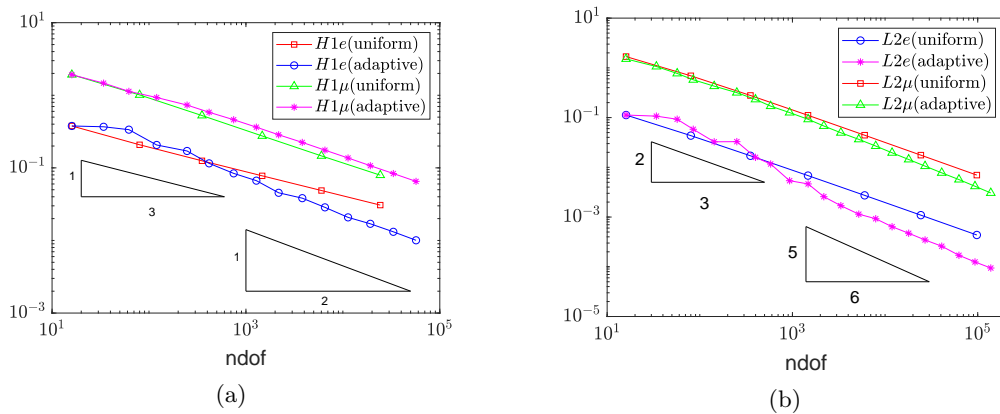 10^1
H1e(uniform)
H1e(adaptive)
H1μ(uniform)
H1μ(adaptive)
10^-1
1
3
1
2
10^-3
10^1 10^3 10^5
ndof
(a)
10^1
L2e(uniform)
L2e(adaptive)
L2μ(uniform)
L2μ(adaptive)
10^-1
2
3
10^-3
5
6
10^-5
10^1 10^3 10^5
ndof
(b)